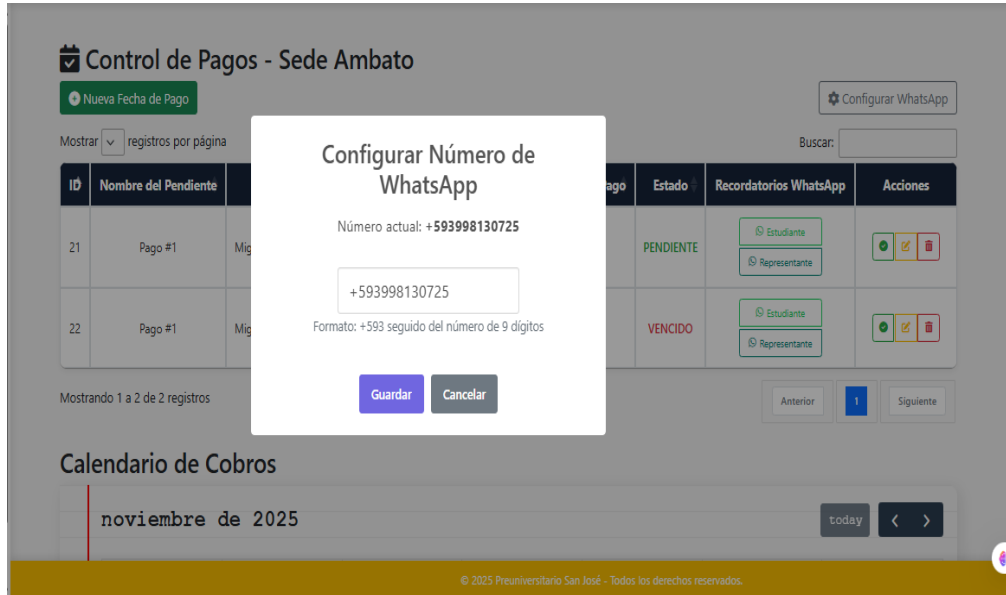 Control de Pagos - Sede Ambato
Nueva Fecha de Pago
Configurar WhatsApp
Mostrar registros por página
Buscar:
ID Nombre del Pendiente Estado Recordatorios WhatsApp Acciones
21 Pago #1 PENDIENTE Estudiante
Representante
22 Pago #1 VENCIDO Estudiante
Representante
Mostrando 1 a 2 de 2 registros
Anterior 1 Siguiente
Configurar Número de
WhatsApp
Número actual: +593998130725
+593998130725
Formato: +593 seguido del número de 9 dígitos
Guardar Cancelar
Calendario de Cobros
noviembre de 2025
today
© 2025 Preuniversitario San José - Todos los derechos reservados.